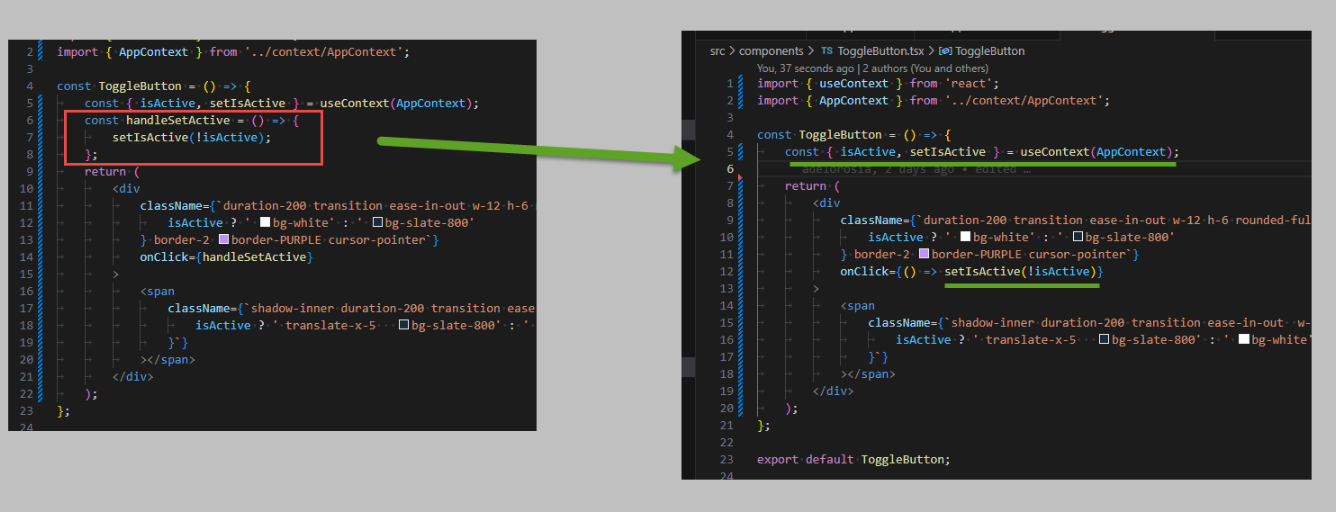 2 import { AppContext } from '../context/AppContext';
3
4 const ToggleButton = () => {
5 const { isActive, setIsActive } = useContext(AppContext);
6 const handleSetActive = () => {
7 setIsActive(!isActive);
8 };
9 return (
10 <div
11 className={`duration-200 transition ease-in-out w-12 h-6
12 isActive ? ' bg-white' : ' bg-slate-800'
13 } border-2 border-PURPLE cursor-pointer`}
14 onClick={handleSetActive}
15 >
16 <span
17 className={`shadow-inner duration-200 transition ease
18 isActive ? ' translate-x-5 bg-slate-800' : '
19 }`}
20 ></span>
21 </div>
22 );
23 };
24
src > components > TS ToggleButton.tsx > ToggleButton
You, 37 seconds ago | 2 authors (You and others)
1 import { useContext } from 'react';
2 import { AppContext } from '../context/AppContext';
3
4 const ToggleButton = () => {
5 const { isActive, setIsActive } = useContext(AppContext);
6 adelorosia, 2 days ago • edited …
7 return (
8 <div
9 className={`duration-200 transition ease-in-out w-12 h-6 rounded-ful
10 isActive ? ' bg-white' : ' bg-slate-800'
11 } border-2 border-PURPLE cursor-pointer`}
12 onClick={() => setIsActive(!isActive)}
13 >
14 <span
15 className={`shadow-inner duration-200 transition ease-in-out w-
16 isActive ? ' translate-x-5 bg-slate-800' : ' bg-white'
17 }`}
18 ></span>
19 </div>
20 );
21 };
22
23 export default ToggleButton;
24